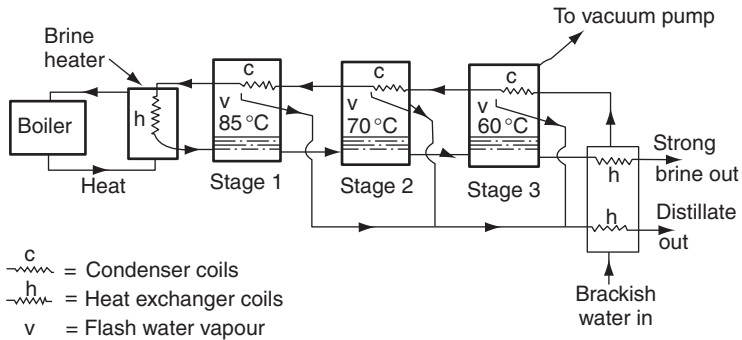 To vacuum pump
Brine
heater
c
c
c
v
v
v
85 °C
70 °C
60 °C
h
Boiler
Heat
Stage 1
Stage 2
Stage 3
h
Strong
brine out
h
Distillate
out
Brackish
water in
c
= Condenser coils
h
= Heat exchanger coils
v = Flash water vapour